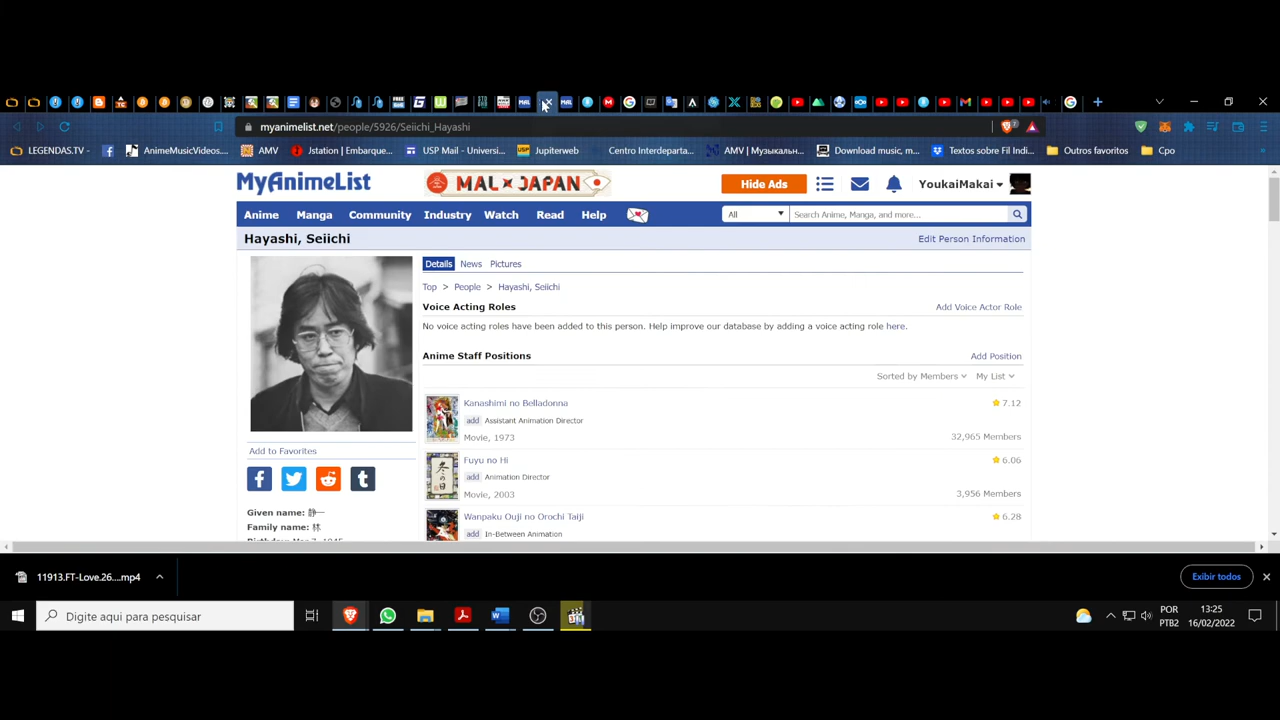 myanimelist.net/people/5926/Seiichi_Hayashi
LEGENDAS.TV - AnimeMusicVideos... AMV Jstation | Embarque... USP Mail - Universi... Jupiterweb Centro Interdeparta... AMV | Музыкальн... Download music, m... Textos sobre Fil Indi... Outros favoritos Cpo
MyAnimeList MAL × JAPAN Hide Ads YoukaiMakai
Anime Manga Community Industry Watch Read Help All Search Anime, Manga, and more...
Hayashi, Seiichi Edit Person Information
Details News Pictures
Top > People > Hayashi, Seiichi
Voice Acting Roles Add Voice Actor Role
No voice acting roles have been added to this person. Help improve our database by adding a voice acting role here.
Anime Staff Positions Add Position
Sorted by Members My List
Kanashimi no Belladonna 7.12
add Assistant Animation Director
Movie, 1973 32,965 Members
Fuyu no Hi 6.06
add Animation Director
Movie, 2003 3,956 Members
Wanpaku Ouji no Orochi Taiji 6.28
add In-Between Animation
Add to Favorites
Given name: 静一
Family name: 林
11913.FT-Love.26....mp4 Exibir todos
Digite aqui para pesquisar
POR 13:25
PTB2 16/02/2022